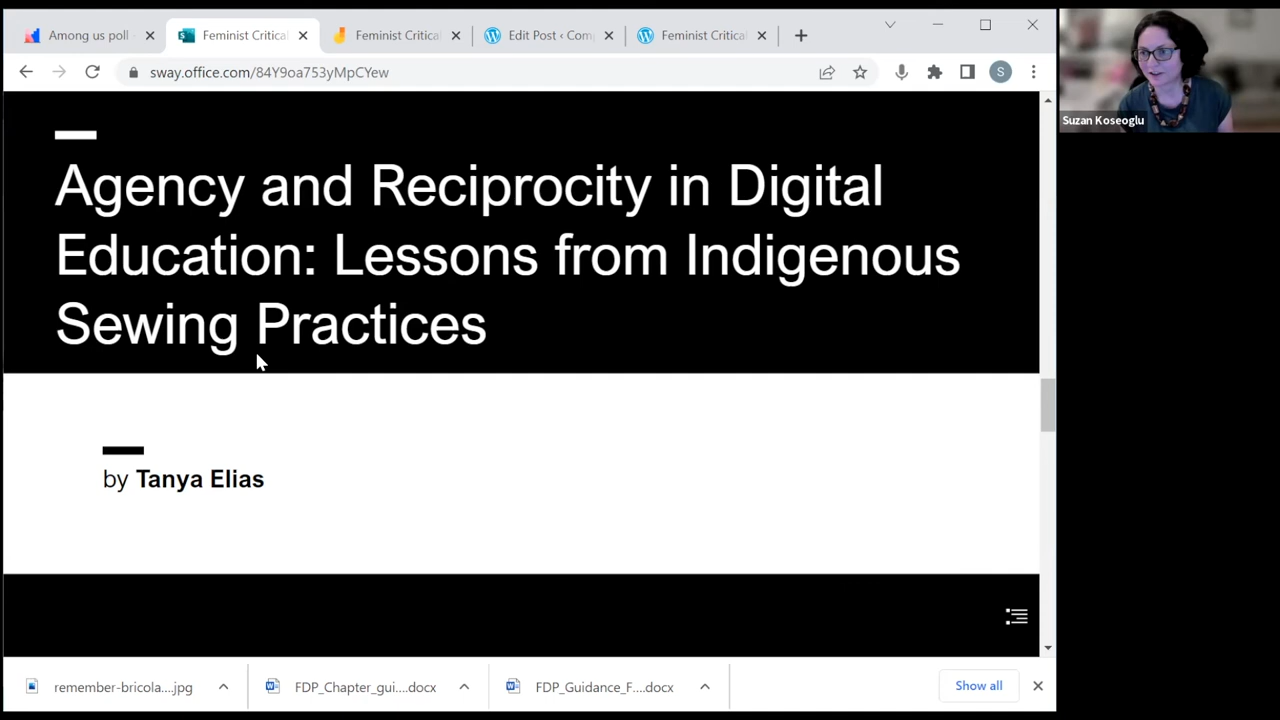 Among us poll
Feminist Critical
Feminist Critical
Edit Post ‹ Com
Feminist Critical
sway.office.com/84Y9oa753yMpCYew
S
Suzan Koseoglu
Agency and Reciprocity in Digital
Education: Lessons from Indigenous
Sewing Practices
by Tanya Elias
remember-bricola....jpg
FDP_Chapter_gui....docx
FDP_Guidance_F....docx
Show all